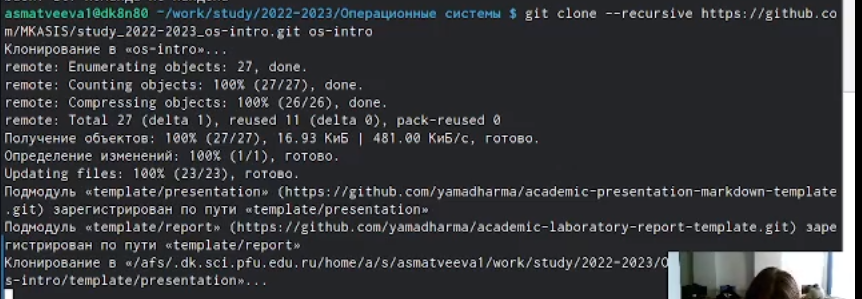 asmatveeva1@dk8n80 ~/work/study/2022-2023/Операционные системы $ git clone --recursive https://github.co
m/MKASIS/study_2022-2023_os-intro.git os-intro
Клонирование в «os-intro»...
remote: Enumerating objects: 27, done.
remote: Counting objects: 100% (27/27), done.
remote: Compressing objects: 100% (26/26), done.
remote: Total 27 (delta 1), reused 11 (delta 0), pack-reused 0
Получение объектов: 100% (27/27), 16.93 КиБ | 481.00 КиБ/с, готово.
Определение изменений: 100% (1/1), готово.
Updating files: 100% (23/23), готово.
Подмодуль «template/presentation» (https://github.com/yamadharma/academic-presentation-markdown-template
.git) зарегистрирован по пути «template/presentation»
Подмодуль «template/report» (https://github.com/yamadharma/academic-laboratory-report-template.git) заре
гистрирован по пути «template/report»
Клонирование в «/afs/.dk.sci.pfu.edu.ru/home/a/s/asmatveeva1/work/study/2022-2023/О
s-intro/template/presentation»...